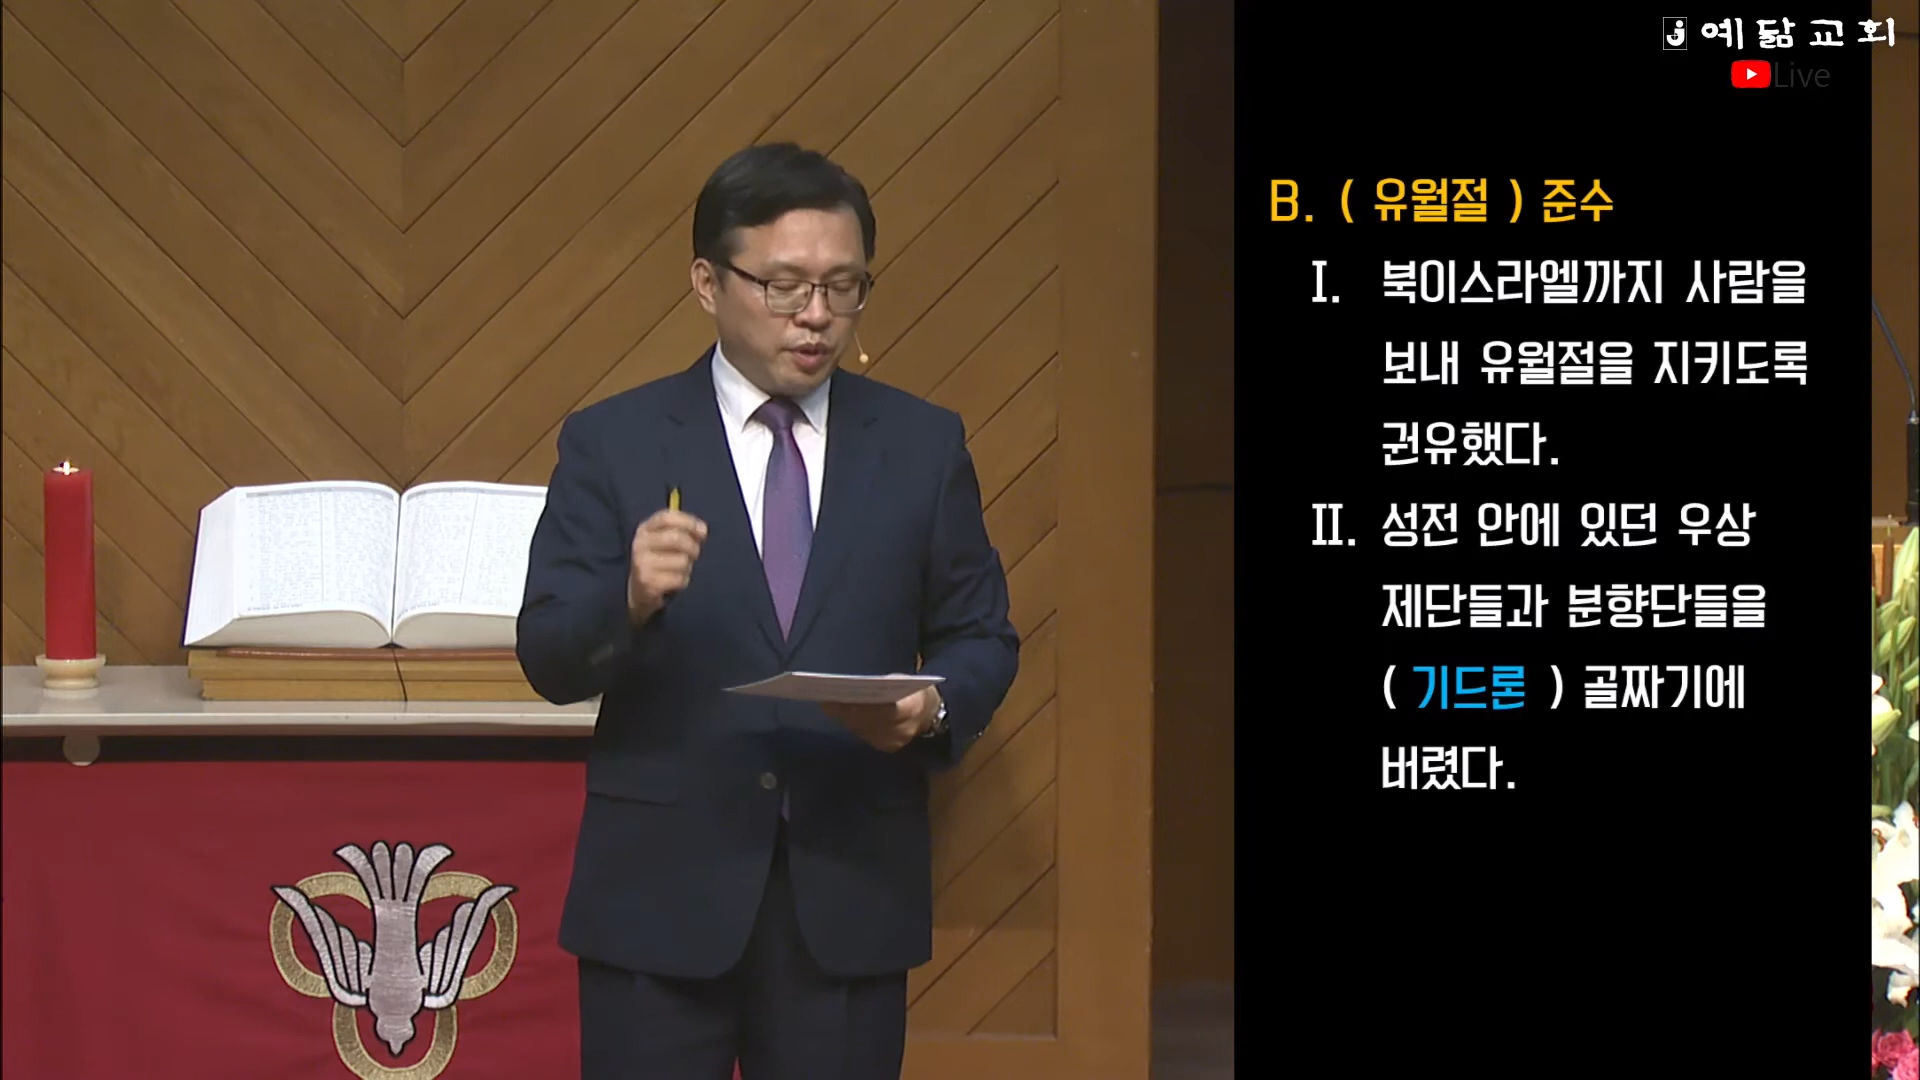 예닮교회
Live
B. ( 유월절 ) 준수
I. 북이스라엘까지 사람을
보내 유월절을 지키도록
권유했다.
II. 성전 안에 있던 우상
제단들과 분향단들을
( 기드론 ) 골짜기에
버렸다.